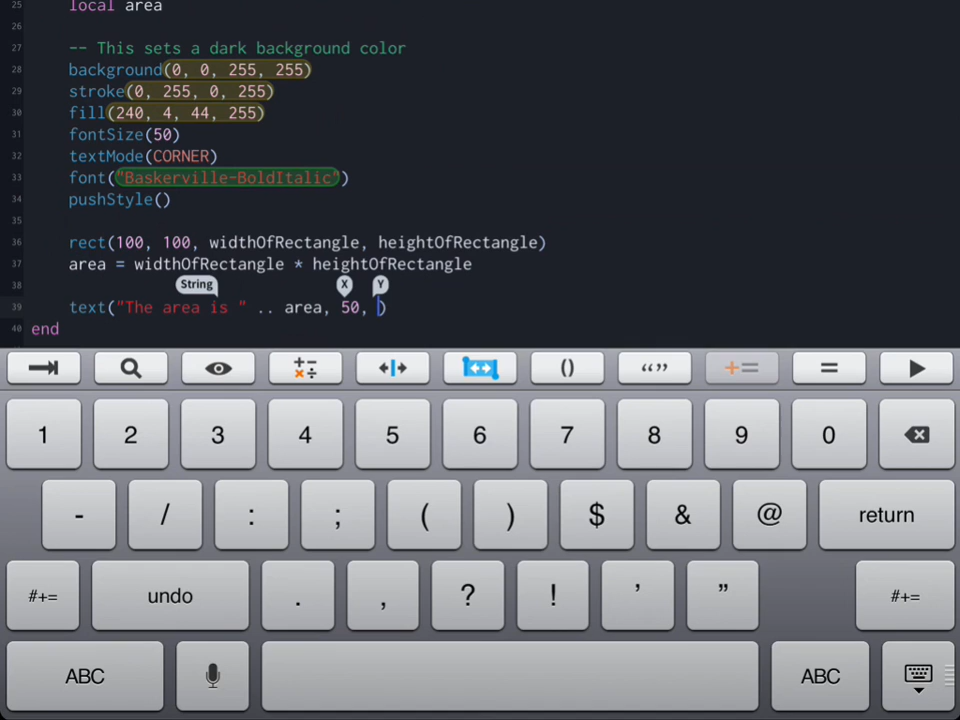 25 local area
26
27 -- This sets a dark background color
28 background(0, 0, 255, 255)
29 stroke(0, 255, 0, 255)
30 fill(240, 4, 44, 255)
31 fontSize(50)
32 textMode(CORNER)
33 font("Baskerville-BoldItalic")
34 pushStyle()
35
36 rect(100, 100, widthOfRectangle, heightOfRectangle)
37 area = widthOfRectangle * heightOfRectangle
38 String X Y
39 text("The area is " .. area, 50, )
40 end
+−×÷ () “” += =
1 2 3 4 5 6 7 8 9 0
- / : ; ( ) $ & @ return
#+= undo . , ? ! ’ ” #+=
ABC ABC